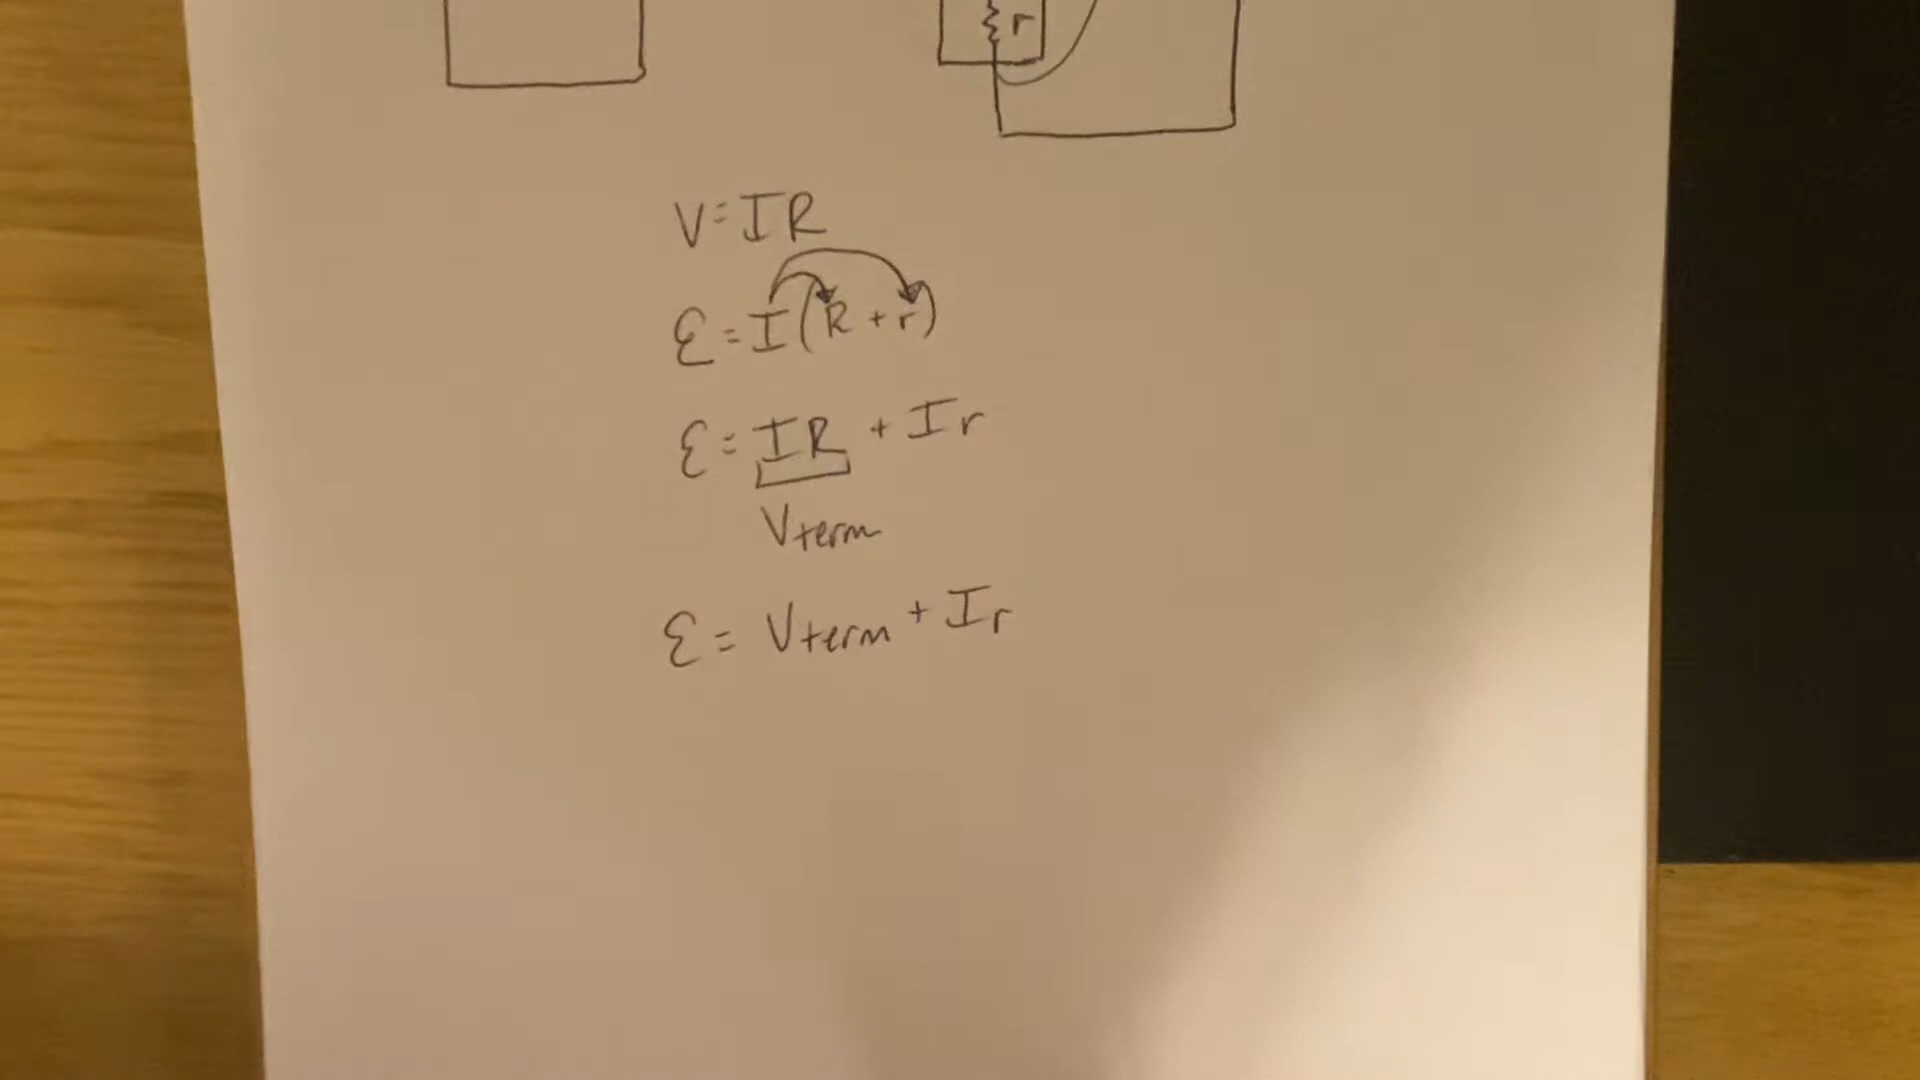 r
V=IR
Ɛ=I(R+r)
Ɛ=IR+Ir
Vterm
Ɛ=Vterm+Ir